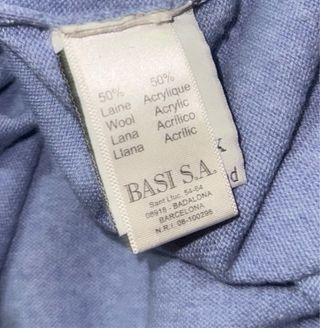 50% 50%
Laine Acrylique
Wool Acrylic
Lana Acrílico
Llana Acrílic
BASI S.A.
Sant Lluc, 54-64
08918 - BADALONA
BARCELONA
N.R.I. 08-100296